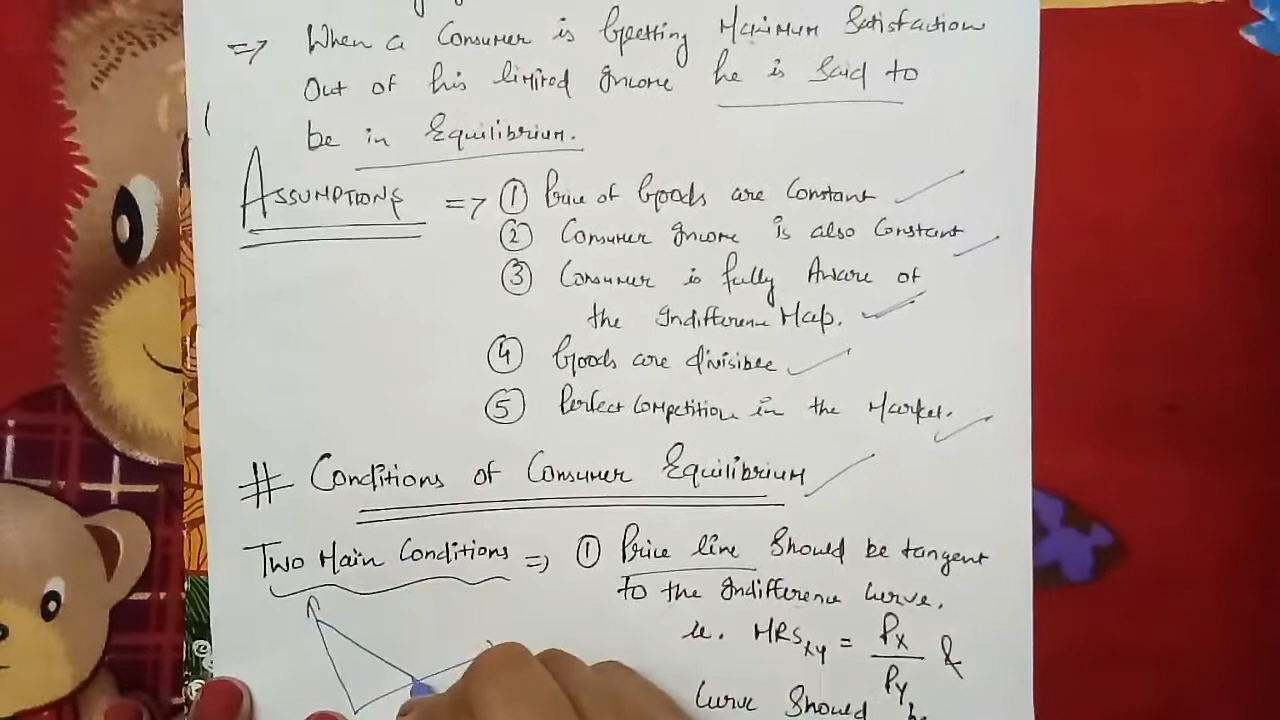 => When a Consumer is Getting Maximum Satisfaction
Out of his limited Income he is Said to
be in Equilibrium.
ASSUMPTIONS => ① Price of Goods are Constant
② Consumer Income is also Constant
③ Consumer is fully Aware of
the Indifference Map.
④ Goods are divisible
⑤ Perfect Competition in the Market.
# Conditions of Consumer Equilibrium
Two Main Conditions => ① Price line Should be tangent
to the Indifference Curve.
ie. MRSxy = Px / Py &
Curve Should be